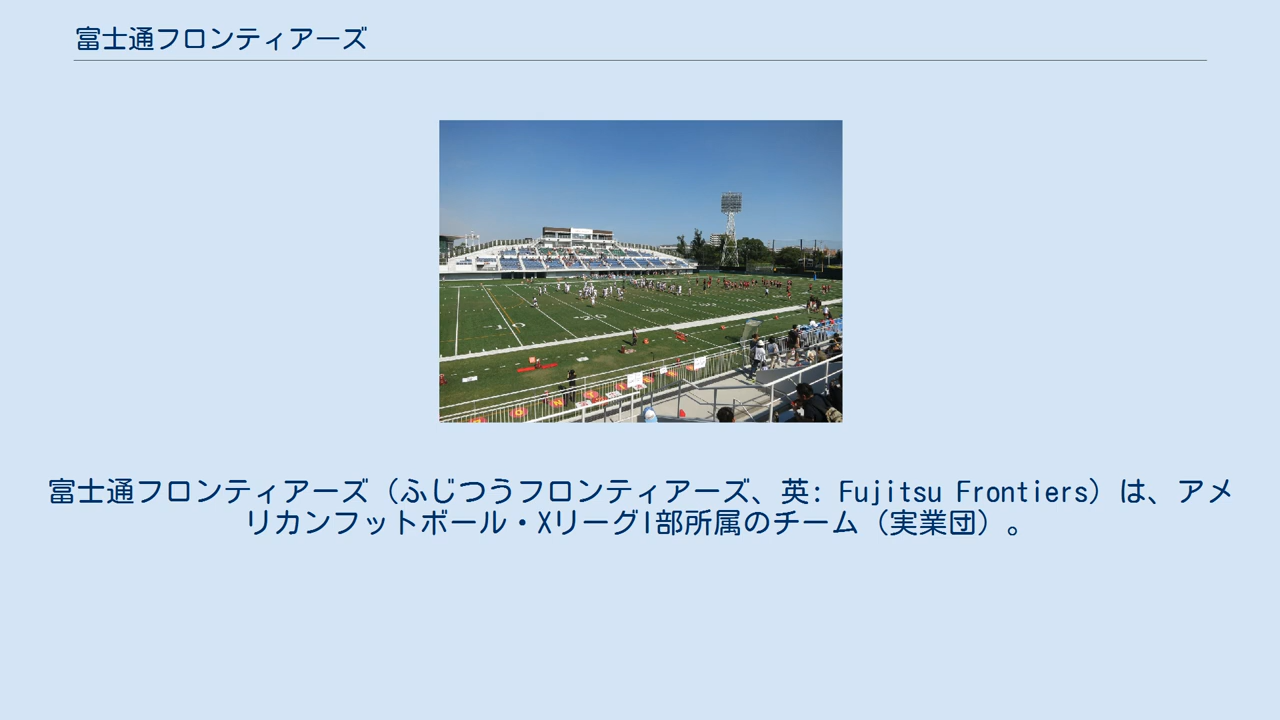 富士通フロンティアーズ
富士通フロンティアーズ（ふじつうフロンティアーズ、英: Fujitsu Frontiers）は、アメ
リカンフットボール・XリーグI部所属のチーム（実業団）。